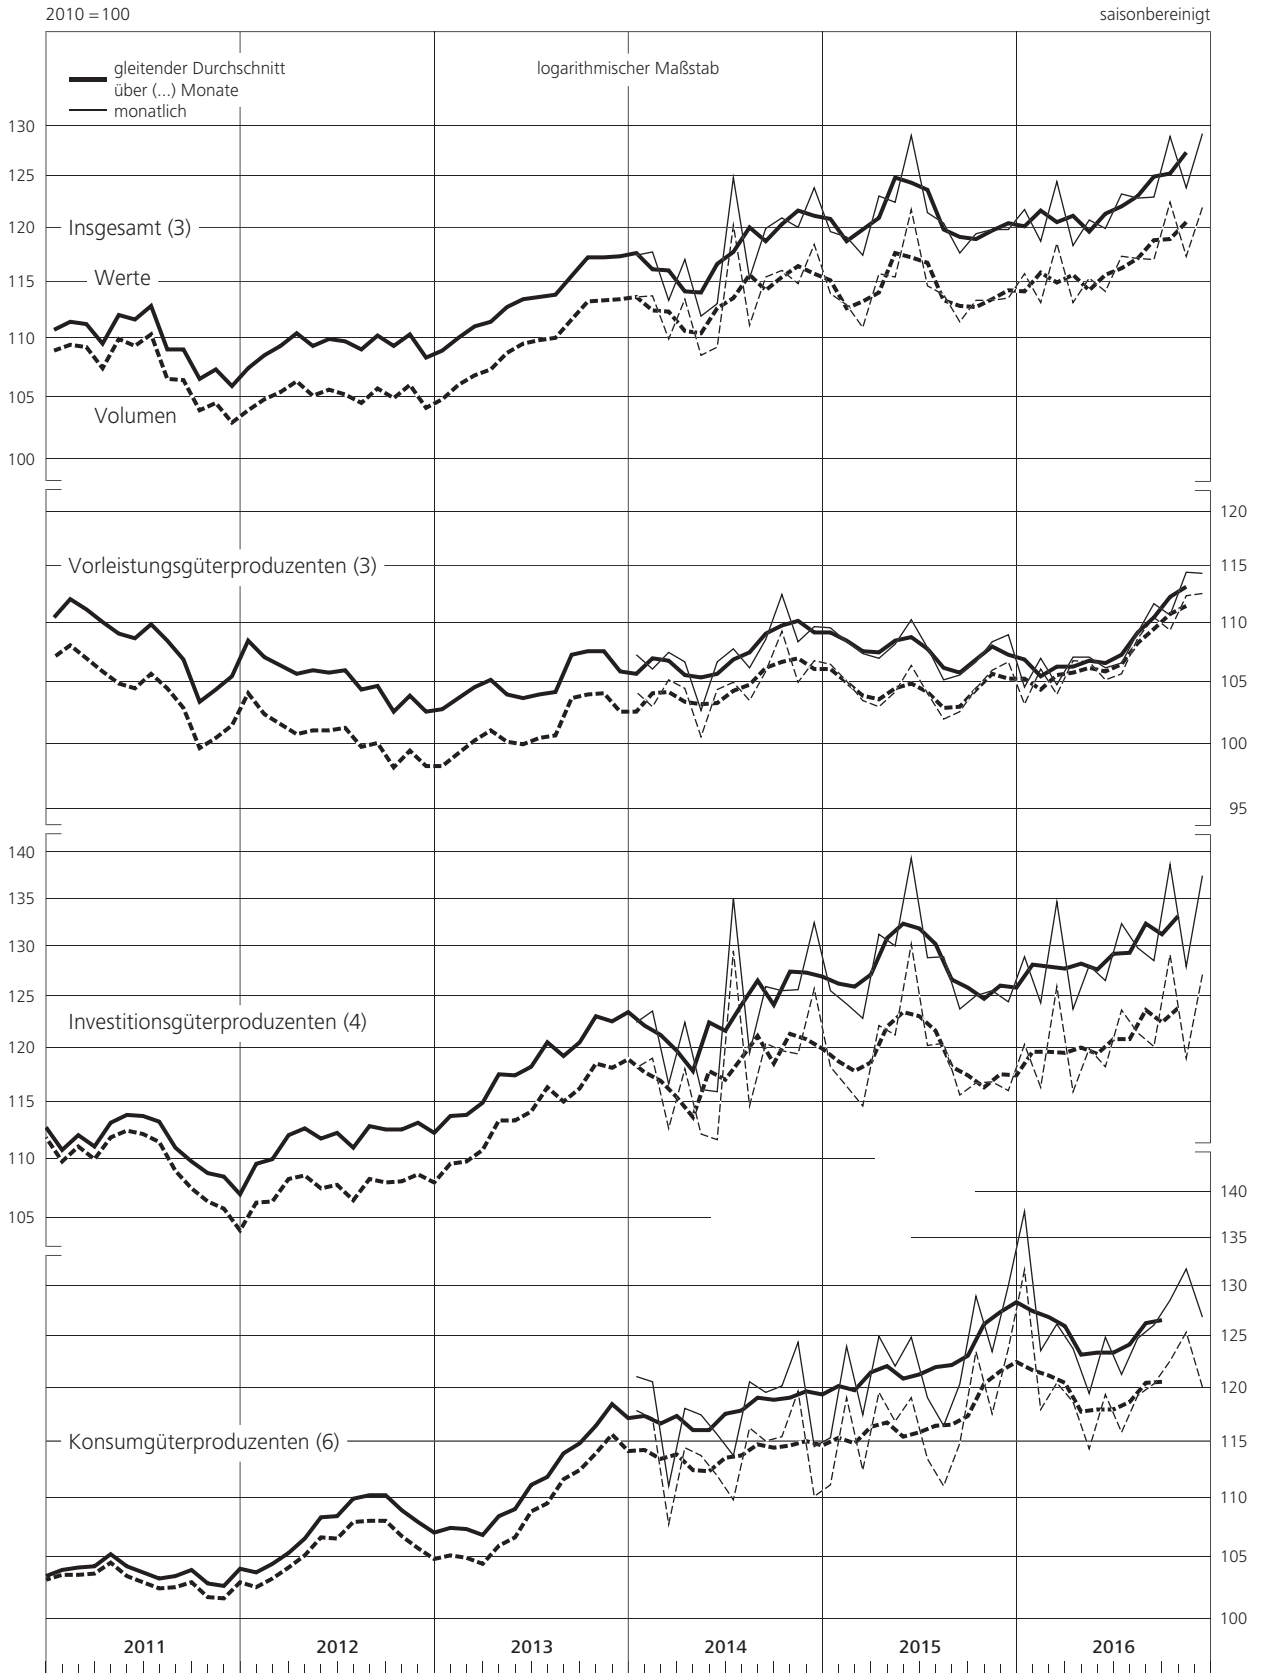 2010 = 100
saisonbereinigt
gleitender Durchschnitt
über (...) Monate
monatlich
logarithmischer Maßstab
130
125
120
115
110
105
100
Insgesamt (3)
Werte
Volumen
120
115
110
105
100
95
Vorleistungsgüterproduzenten (3)
140
135
130
125
120
115
110
105
Investitionsgüterproduzenten (4)
140
135
130
125
120
115
110
105
100
Konsumgüterproduzenten (6)
2011 2012 2013 2014 2015 2016